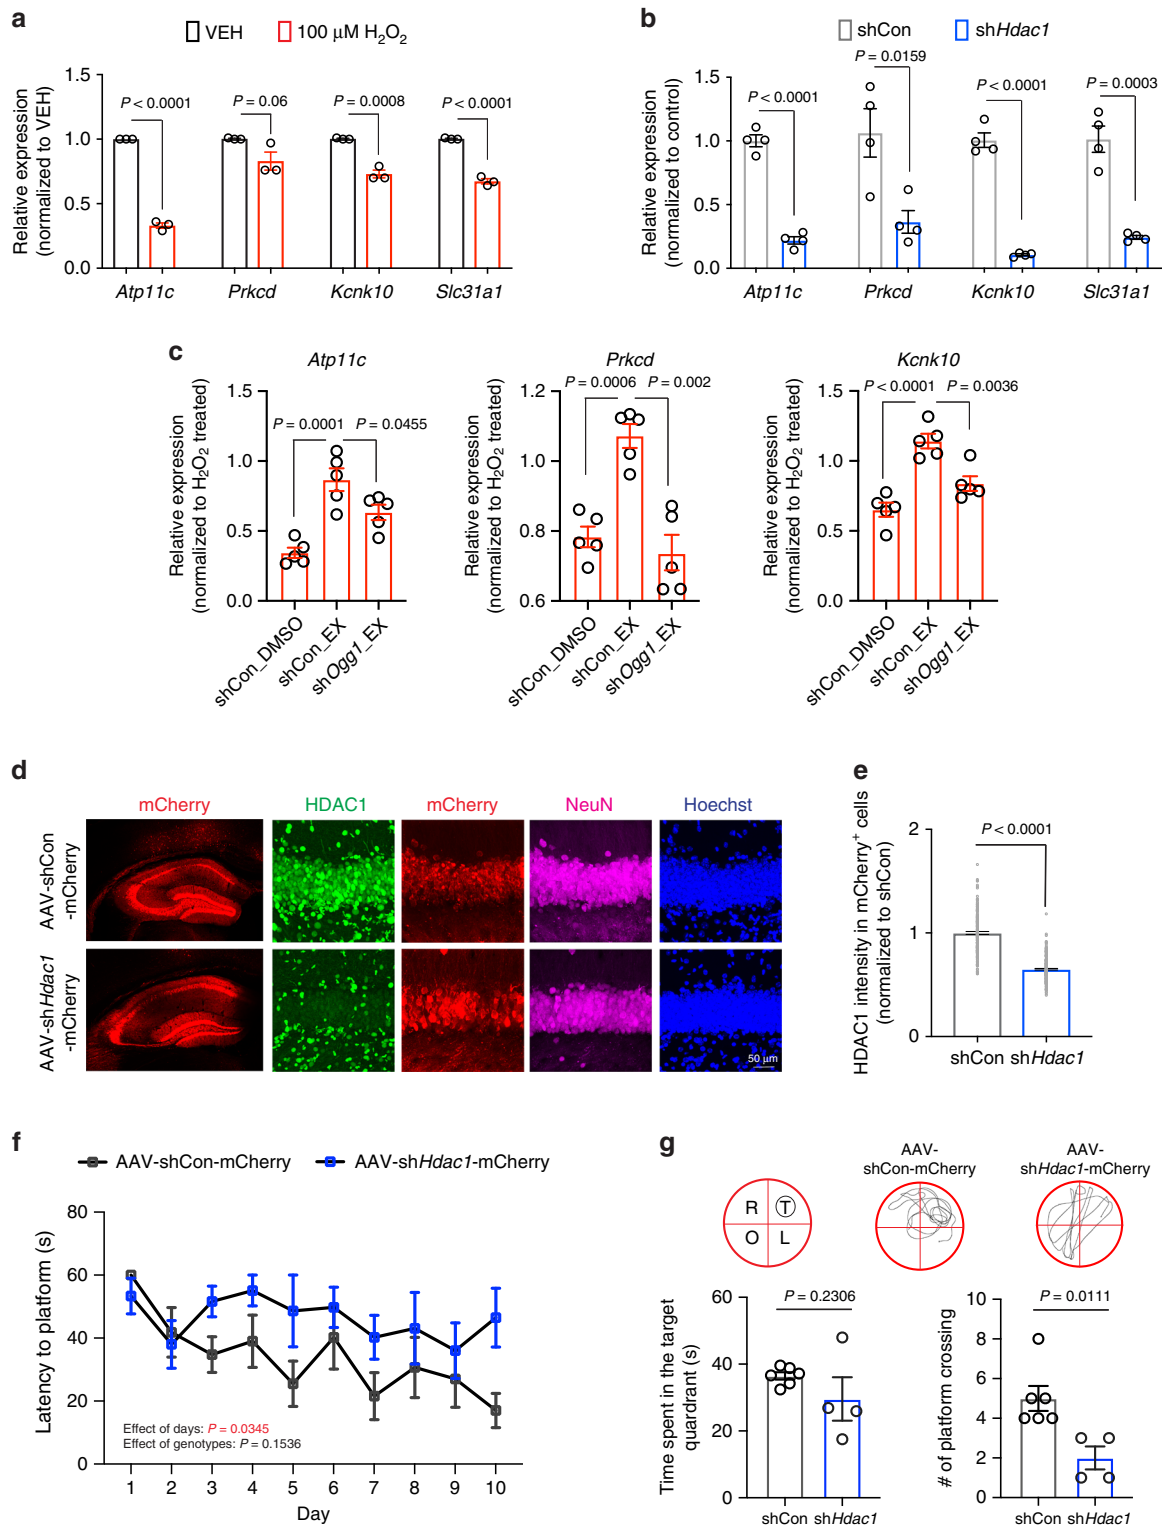 a
VEH
100 μM H₂O₂
Relative expression
(normalized to VEH)
1.5
1.0
0.5
0.0
P < 0.0001
P = 0.06
P = 0.0008
P < 0.0001
Atp11c
Prkcd
Kcnk10
Slc31a1
b
shCon
shHdac1
Relative expression
(normalized to control)
1.5
1.0
0.5
0.0
P < 0.0001
P = 0.0159
P < 0.0001
P = 0.0003
Atp11c
Prkcd
Kcnk10
Slc31a1
c
Atp11c
Relative expression
(normalized to H₂O₂ treated)
1.5
1.0
0.5
0.0
P = 0.0001
P = 0.0455
shCon_DMSO
shCon_EX
shOgg1_EX
Prkcd
Relative expression
(normalized to H₂O₂ treated)
1.2
1.0
0.8
0.6
P = 0.0006
P = 0.002
shCon_DMSO
shCon_EX
shOgg1_EX
Kcnk10
Relative expression
(normalized to H₂O₂ treated)
1.5
1.0
0.5
0.0
P < 0.0001
P = 0.0036
shCon_DMSO
shCon_EX
shOgg1_EX
d
mCherry
HDAC1
mCherry
NeuN
Hoechst
AAV-shCon
-mCherry
AAV-shHdac1
-mCherry
50 μm
e
HDAC1 intensity in mCherry⁺ cells
(normalized to shCon)
2
1
0
P < 0.0001
shCon
shHdac1
f
AAV-shCon-mCherry
AAV-shHdac1-mCherry
Latency to platform (s)
80
60
40
20
0
Effect of days: P = 0.0345
Effect of genotypes: P = 0.1536
1 2 3 4 5 6 7 8 9 10
Day
g
R T
O L
AAV-
shCon-mCherry
AAV-
shHdac1-mCherry
Time spent in the target
quardrant (s)
60
40
20
0
P = 0.2306
shCon shHdac1
# of platform crossing
10
8
6
4
2
0
P = 0.0111
shCon shHdac1